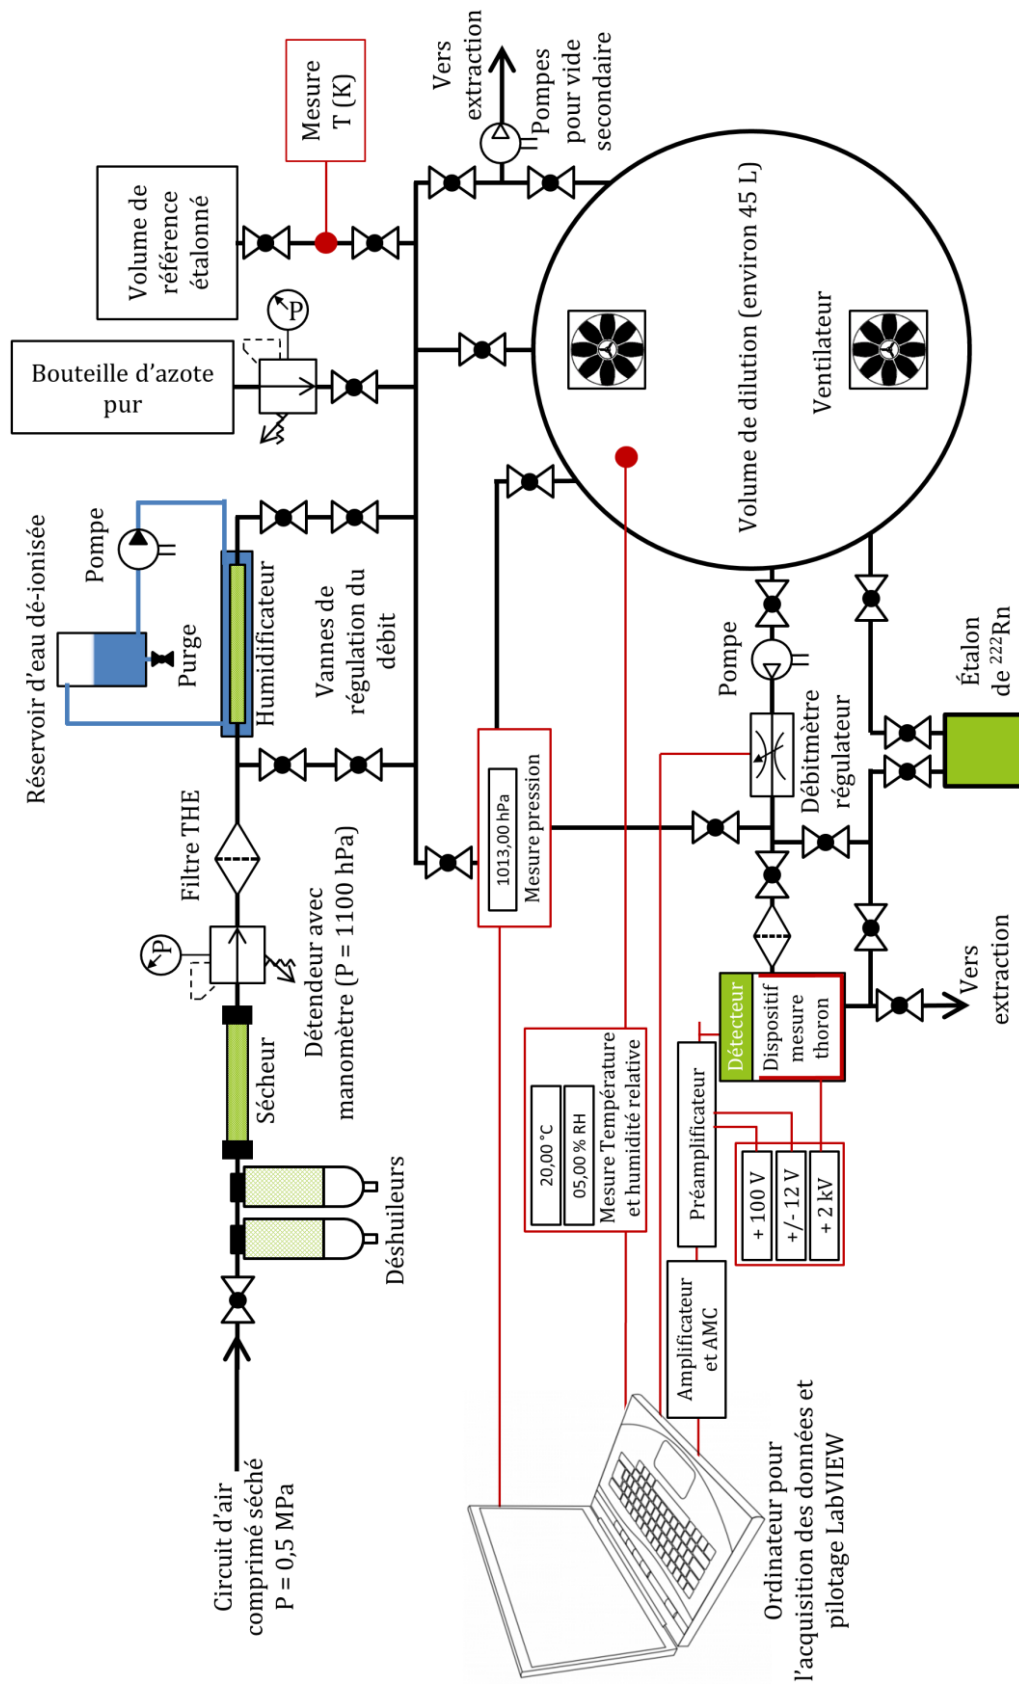 Circuit d'air
comprimé séché
P = 0,5 MPa
Déshuileurs
Sécheur
P
Détendeur avec
manomètre (P = 1100 hPa)
Filtre THE
Réservoir d'eau dé-ionisée
Purge
Pompe
Humidificateur
Vannes de
régulation du
débit
Bouteille d'azote
pur
P
Volume de
référence
étalonné
Mesure
T (K)
Vers
extraction
Pompes
pour vide
secondaire
1013,00 hPa
Mesure pression
20,00 °C
05,00 % RH
Mesure Température
et humidité relative
Volume de dilution (environ 45 L)
Ventilateur
Pompe
Débitmètre
régulateur
Étalon
de ²²²Rn
Détecteur
Dispositif
mesure
thoron
Vers
extraction
Préamplificateur
+ 100 V
+/- 12 V
+ 2 kV
Amplificateur
et AMC
Ordinateur pour
l'acquisition des données et
pilotage LabVIEW